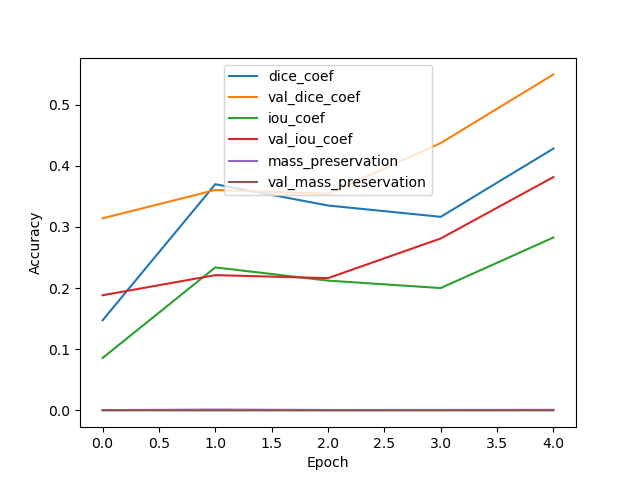 dice_coef
val_dice_coef
iou_coef
val_iou_coef
mass_preservation
val_mass_preservation
Accuracy
0.5
0.4
0.3
0.2
0.1
0.0
0.0 0.5 1.0 1.5 2.0 2.5 3.0 3.5 4.0
Epoch